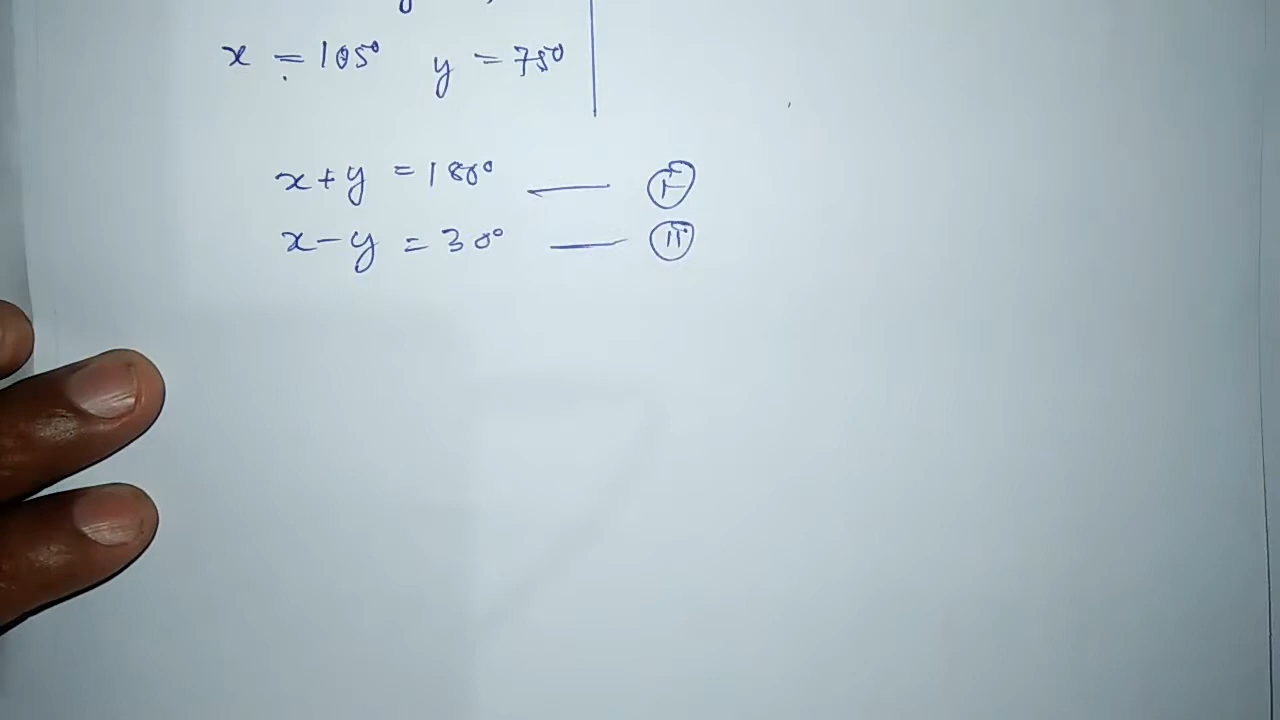 x = 105° y = 75°
x + y = 180° — I
x - y = 30° — II